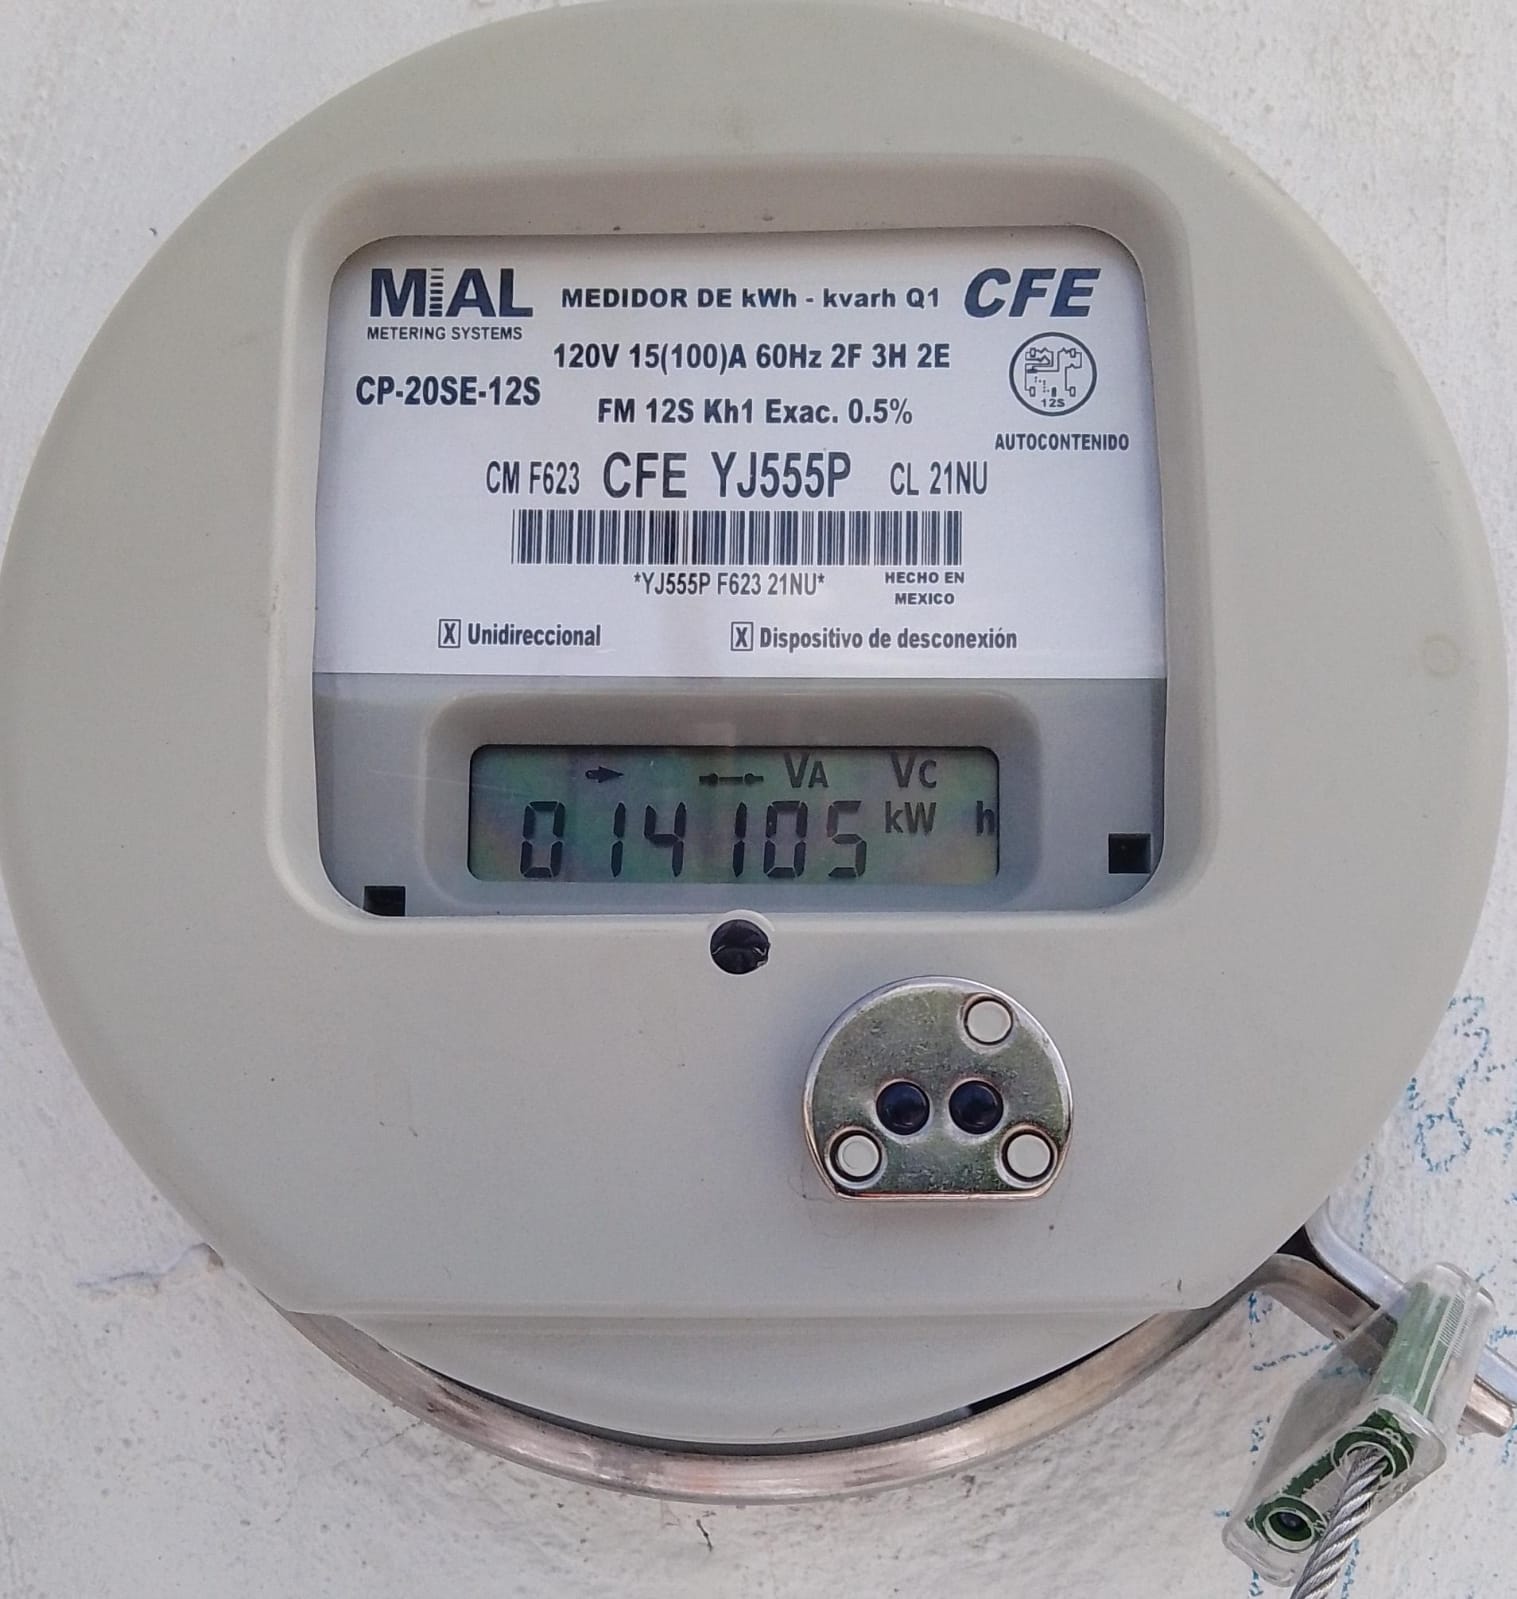 MIAL
METERING SYSTEMS
MEDIDOR DE kWh - kvarh Q1
CFE
120V 15(100)A 60Hz 2F 3H 2E
CP-20SE-12S
FM 12S Kh1 Exac. 0.5%
12S
AUTOCONTENIDO
CM F623 CFE YJ555P CL 21NU
*YJ555P F623 21NU*
HECHO EN
MEXICO
X Unidireccional
X Dispositivo de desconexión
VA VC
014105 kW h